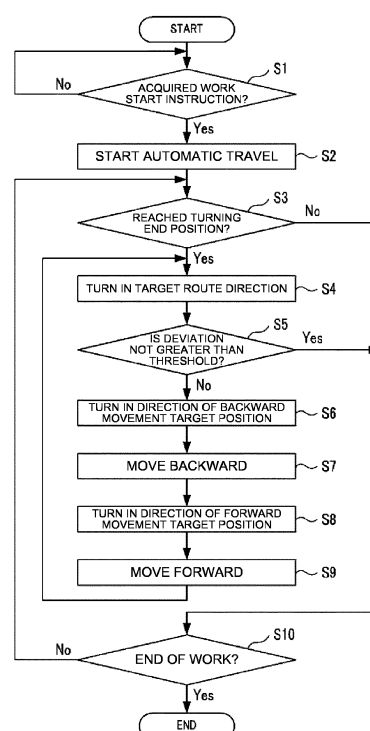 START
S1
No
ACQUIRED WORK
START INSTRUCTION?
Yes
START AUTOMATIC TRAVEL
S2
S3
REACHED TURNING
END POSITION?
No
Yes
TURN IN TARGET ROUTE DIRECTION
S4
S5
IS DEVIATION
NOT GREATER THAN
THRESHOLD?
Yes
No
TURN IN DIRECTION OF BACKWARD
MOVEMENT TARGET POSITION
S6
MOVE BACKWARD
S7
TURN IN DIRECTION OF FORWARD
MOVEMENT TARGET POSITION
S8
MOVE FORWARD
S9
S10
No
END OF WORK?
Yes
END